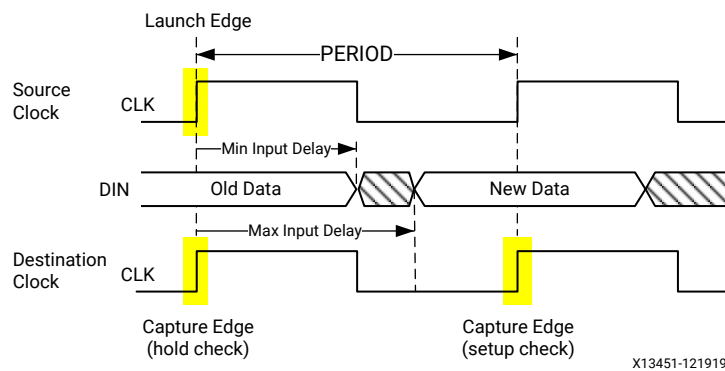 Launch Edge
PERIOD
Source
Clock
CLK
Min Input Delay
DIN
Old Data
New Data
Max Input Delay
Destination
Clock
CLK
Capture Edge
(hold check)
Capture Edge
(setup check)
X13451-121919